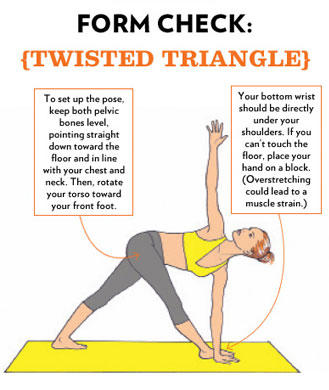 FORM CHECK:
{TWISTED TRIANGLE}
To set up the pose,
keep both pelvic
bones level,
pointing straight
down toward the
floor and in line
with your chest and
neck. Then, rotate
your torso toward
your front foot.
Your bottom wrist
should be directly
under your
shoulders. If you
can't touch the
floor, place your
hand on a block.
(Overstretching
could lead to a
muscle strain.)